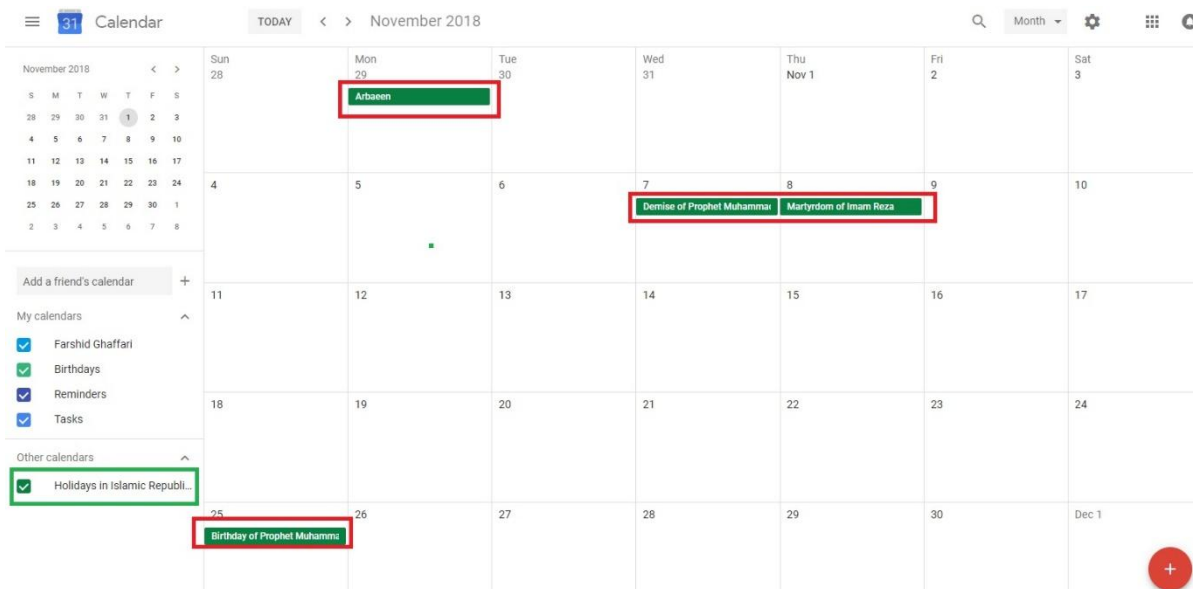 31 Calendar TODAY < > November 2018 Month
November 2018 < >
S M T W T F S
28 29 30 31 1 2 3
4 5 6 7 8 9 10
11 12 13 14 15 16 17
18 19 20 21 22 23 24
25 26 27 28 29 30 1
2 3 4 5 6 7 8
Add a friend's calendar +
My calendars
Farshid Ghaffari
Birthdays
Reminders
Tasks
Other calendars
Holidays in Islamic Republi...
Sun Mon Tue Wed Thu Fri Sat
28 29 30 31 Nov 1 2 3
Arbaeen
4 5 6 7 8 9 10
Demise of Prophet Muhammad Martyrdom of Imam Reza
11 12 13 14 15 16 17
18 19 20 21 22 23 24
25 26 27 28 29 30 Dec 1
Birthday of Prophet Muhamma
+